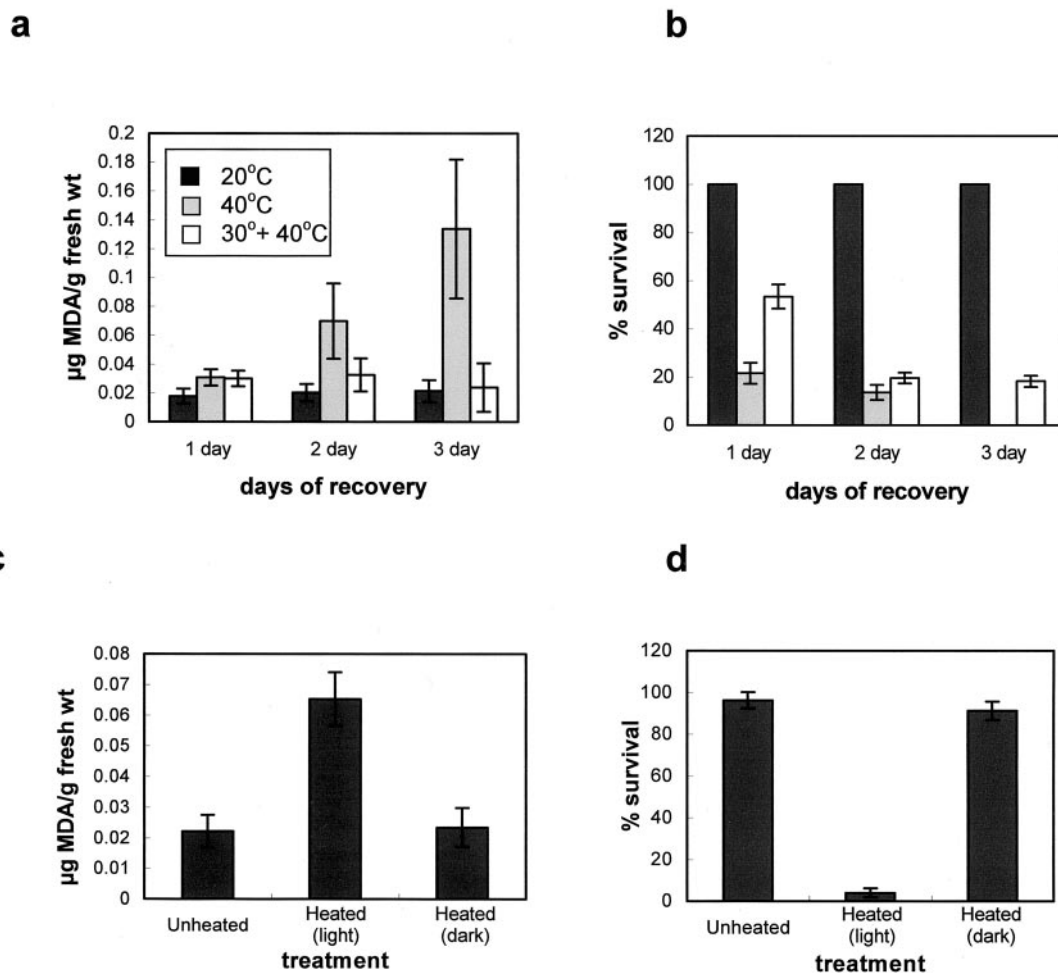 a
µg MDA/g fresh wt
0.2
0.18
0.16
0.14
0.12
0.1
0.08
0.06
0.04
0.02
0
20°C
40°C
30°+ 40°C
1 day
2 day
3 day
days of recovery
b
% survival
120
100
80
60
40
20
0
1 day
2 day
3 day
days of recovery
c
µg MDA/g fresh wt
0.08
0.07
0.06
0.05
0.04
0.03
0.02
0.01
0
Unheated
Heated
(light)
Heated
(dark)
treatment
d
% survival
120
100
80
60
40
20
0
Unheated
Heated
(light)
Heated
(dark)
treatment